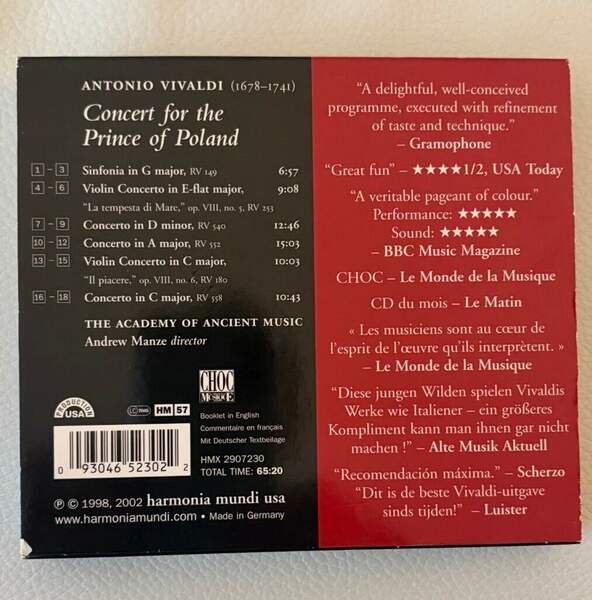 ANTONIO VIVALDI (1678–1741)
Concert for the
Prince of Poland
1 – 3 Sinfonia in G major, RV 149 6:57
4 – 6 Violin Concerto in E-flat major, 9:08
"La tempesta di Mare," op. VIII, no. 5, RV 253
7 – 9 Concerto in D minor, RV 540 12:46
10 – 12 Concerto in A major, RV 552 15:03
13 – 15 Violin Concerto in C major, 10:03
"Il piacere," op. VIII, no. 6, RV 180
16 – 18 Concerto in C major, RV 558 10:43
THE ACADEMY OF ANCIENT MUSIC
Andrew Manze director
PRODUCTION
USA
LC 7045 HM 57
CHOC
MUSIQUE
Booklet in English
Commentaire en français
Mit Deutscher Textbeilage
HMX 2907230
TOTAL TIME: 65:20
0 93046 52302 2
℗ © 1998, 2002 harmonia mundi usa
www.harmoniamundi.com • Made in Germany
"A delightful, well-conceived
programme, executed with refinement
of taste and technique."
– Gramophone
"Great fun" – ★★★★1/2, USA Today
"A veritable pageant of colour."
Performance: ★★★★★
Sound: ★★★★★
– BBC Music Magazine
CHOC – Le Monde de la Musique
CD du mois – Le Matin
« Les musiciens sont au cœur de
l'esprit de l'œuvre qu'ils interprètent. »
– Le Monde de la Musique
"Diese jungen Wilden spielen Vivaldis
Werke wie Italiener – ein größeres
Kompliment kann man ihnen gar nicht
machen !" – Alte Musik Aktuell
"Recomendación máxima." – Scherzo
"Dit is de beste Vivaldi-uitgave
sinds tijden!" – Luister